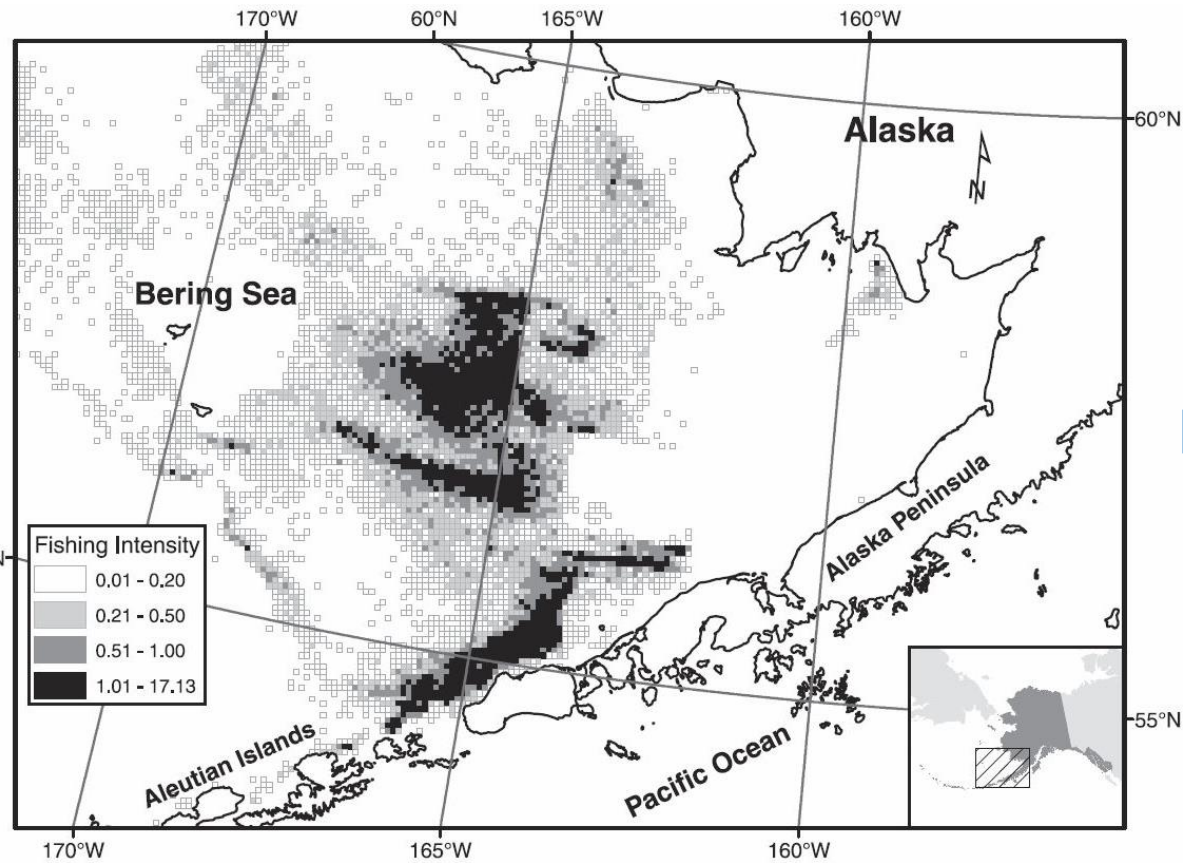 170°W 60°N 165°W 160°W
Alaska
60°N
N
Bering Sea
Fishing Intensity
0.01 - 0.20
0.21 - 0.50
0.51 - 1.00
1.01 - 17.13
Alaska Peninsula
Aleutian Islands
Pacific Ocean
55°N
170°W 165°W 160°W